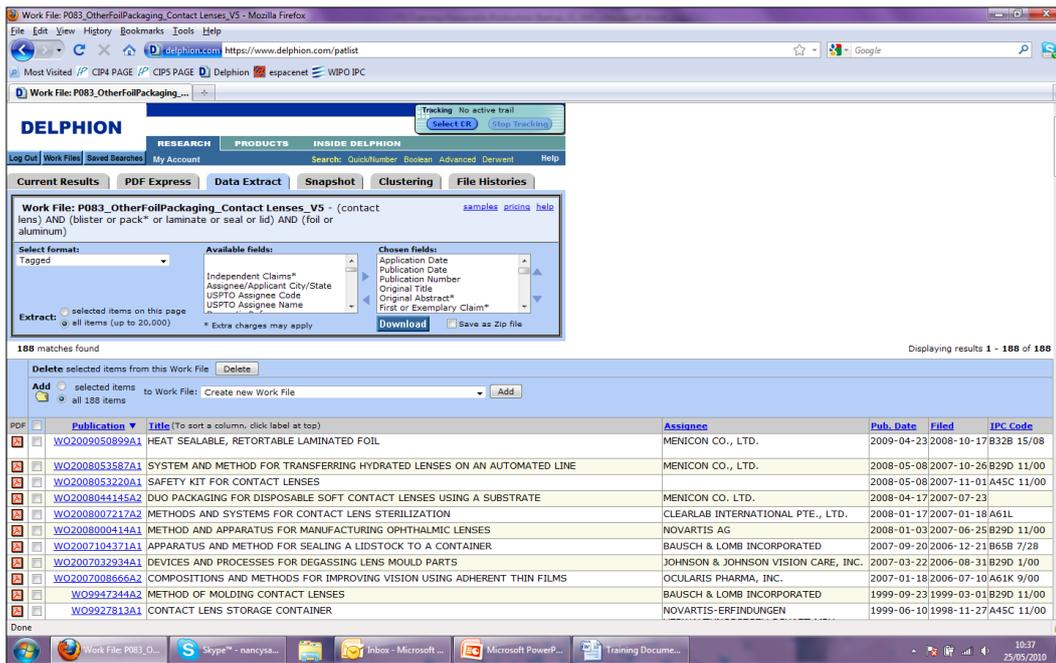 Work File: P083_OtherFoilPackaging_Contact Lenses_V5 - Mozilla Firefox
File Edit View History Bookmarks Tools Help
delphion.com https://www.delphion.com/patlist
Google
Most Visited CIP4 PAGE CIP5 PAGE Delphion espacenet WIPO IPC
Work File: P083_OtherFoilPackaging_...
Tracking No active trail
Select CR Stop Tracking
DELPHION
RESEARCH PRODUCTS INSIDE DELPHION
Log Out Work Files Saved Searches My Account Search: Quick/Number Boolean Advanced Derwent Help
Current Results PDF Express Data Extract Snapshot Clustering File Histories
Work File: P083_OtherFoilPackaging_Contact Lenses_V5 - (contact samples pricing help
lens) AND (blister or pack* or laminate or seal or lid) AND (foil or
aluminum)
Select format: Available fields: Chosen fields:
Tagged
Independent Claims*
Assignee/Applicant City/State
USPTO Assignee Code
USPTO Assignee Name
Application Date
Publication Date
Publication Number
Original Title
Original Abstract*
First or Exemplary Claim*
Extract: selected items on this page
all items (up to 20,000)
* Extra charges may apply
Download Save as Zip file
188 matches found Displaying results 1 - 188 of 188
Delete selected items from this Work File Delete
Add selected items to Work File: Create new Work File Add
all 188 items
PDF Publication Title (To sort a column, click label at top) Assignee Pub. Date Filed IPC Code
WO2009050899A1 HEAT SEALABLE, RETORTABLE LAMINATED FOIL MENICON CO., LTD. 2009-04-23 2008-10-17 B32B 15/08
WO2008053587A1 SYSTEM AND METHOD FOR TRANSFERRING HYDRATED LENSES ON AN AUTOMATED LINE MENICON CO., LTD. 2008-05-08 2007-10-26 B29D 11/00
WO2008053220A1 SAFETY KIT FOR CONTACT LENSES 2008-05-08 2007-11-01 A45C 11/00
WO2008044145A2 DUO PACKAGING FOR DISPOSABLE SOFT CONTACT LENSES USING A SUBSTRATE MENICON CO. LTD. 2008-04-17 2007-07-23
WO2008007217A2 METHODS AND SYSTEMS FOR CONTACT LENS STERILIZATION CLEARLAB INTERNATIONAL PTE., LTD. 2008-01-17 2007-01-18 A61L
WO2008000414A1 METHOD AND APPARATUS FOR MANUFACTURING OPHTHALMIC LENSES NOVARTIS AG 2008-01-03 2007-06-25 B29D 11/00
WO2007104371A1 APPARATUS AND METHOD FOR SEALING A LIDSTOCK TO A CONTAINER BAUSCH & LOMB INCORPORATED 2007-09-20 2006-12-21 B65B 7/28
WO2007032934A1 DEVICES AND PROCESSES FOR DEGASSING LENS MOULD PARTS JOHNSON & JOHNSON VISION CARE, INC. 2007-03-22 2006-08-31 B29D 1/00
WO2007008666A2 COMPOSITIONS AND METHODS FOR IMPROVING VISION USING ADHERENT THIN FILMS OCULARIS PHARMA, INC. 2007-01-18 2006-07-10 A61K 9/00
WO9947344A2 METHOD OF MOLDING CONTACT LENSES BAUSCH & LOMB INCORPORATED 1999-09-23 1999-03-01 B29D 11/00
WO9927813A1 CONTACT LENS STORAGE CONTAINER NOVARTIS-ERFINDUNGEN 1999-06-10 1998-11-27 A45C 11/00
Done
Work File: P083_O... Skype™ - nancysa... Inbox - Microsoft ... Microsoft PowerP... Training Docume... 10:37
25/05/2010